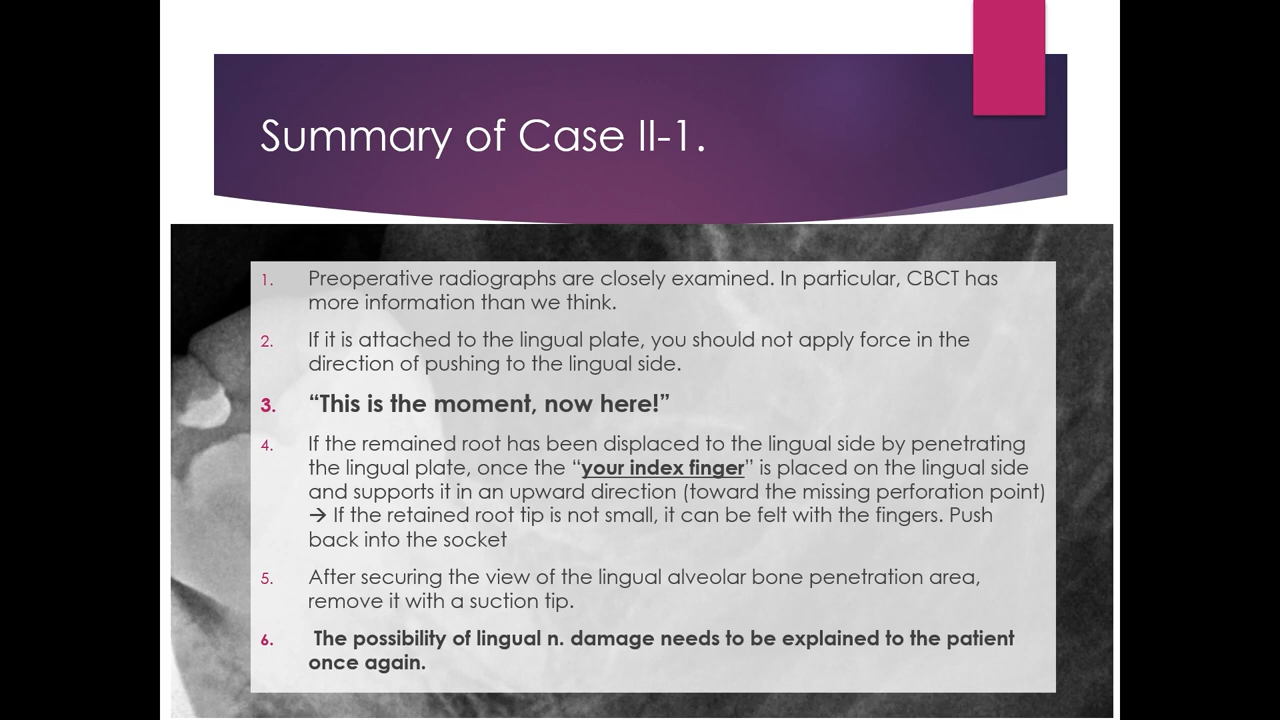 Summary of Case II-1.
1. Preoperative radiographs are closely examined. In particular, CBCT has
more information than we think.
2. If it is attached to the lingual plate, you should not apply force in the
direction of pushing to the lingual side.
3. “This is the moment, now here!”
4. If the remained root has been displaced to the lingual side by penetrating
the lingual plate, once the “your index finger” is placed on the lingual side
and supports it in an upward direction (toward the missing perforation point)
→ If the retained root tip is not small, it can be felt with the fingers. Push
back into the socket
5. After securing the view of the lingual alveolar bone penetration area,
remove it with a suction tip.
6. The possibility of lingual n. damage needs to be explained to the patient
once again.